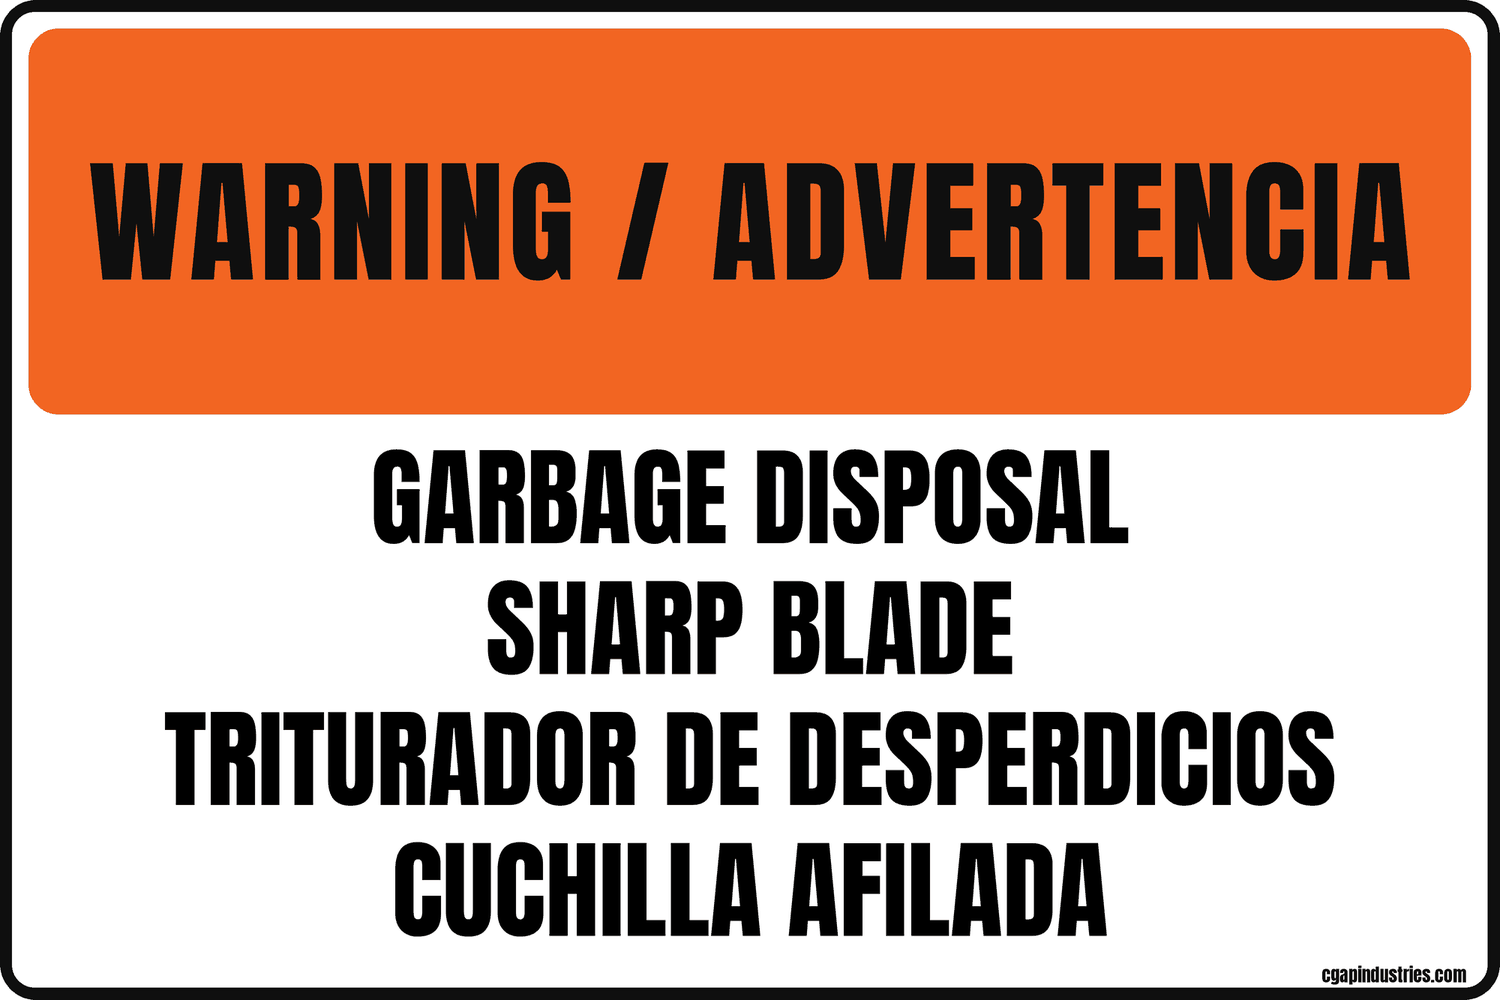 WARNING / ADVERTENCIA
GARBAGE DISPOSAL
SHARP BLADE
TRITURADOR DE DESPERDICIOS
CUCHILLA AFILADA
cgapindustries.com